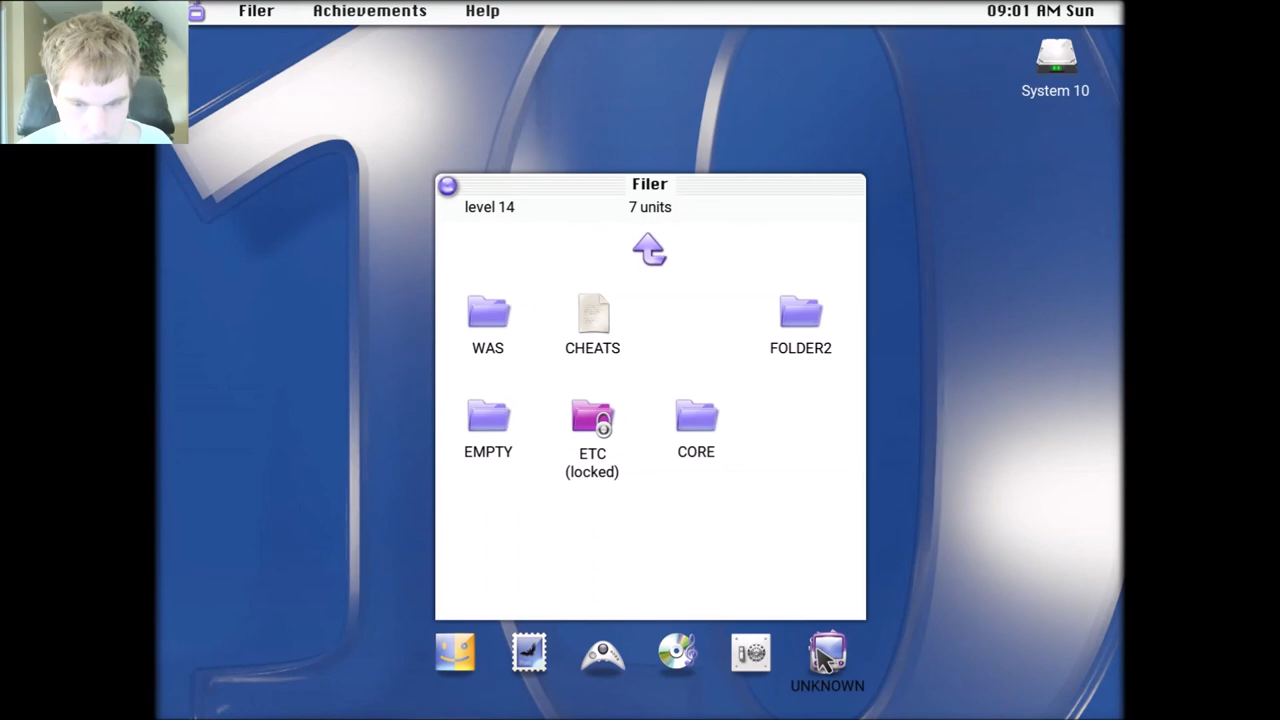 Filer Achievements Help 09:01 AM Sun
System 10
Filer
level 14 7 units
WAS CHEATS FOLDER2
EMPTY ETC (locked) CORE
UNKNOWN